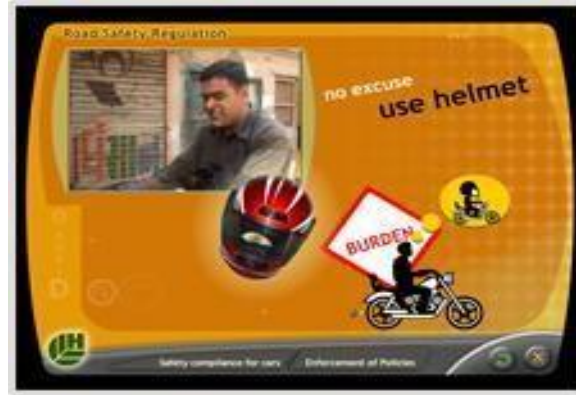 Road Safety Regulation
no excuse
use helmet
BURDEN
Safety compliance for cars
Enforcement of Policies